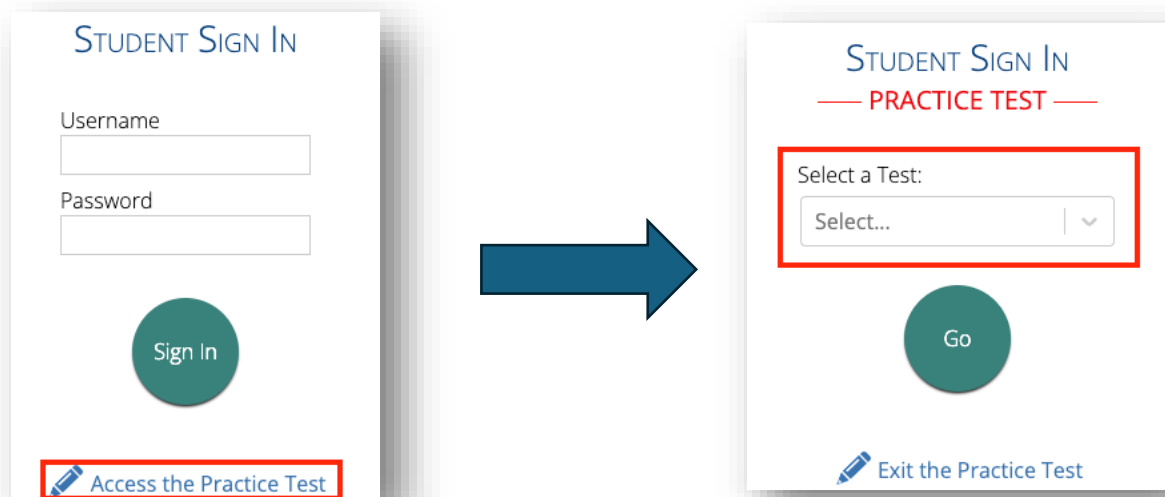 Student Sign In
Username
Password
Sign In
Access the Practice Test
Student Sign In
PRACTICE TEST
Select a Test:
Select...
Go
Exit the Practice Test